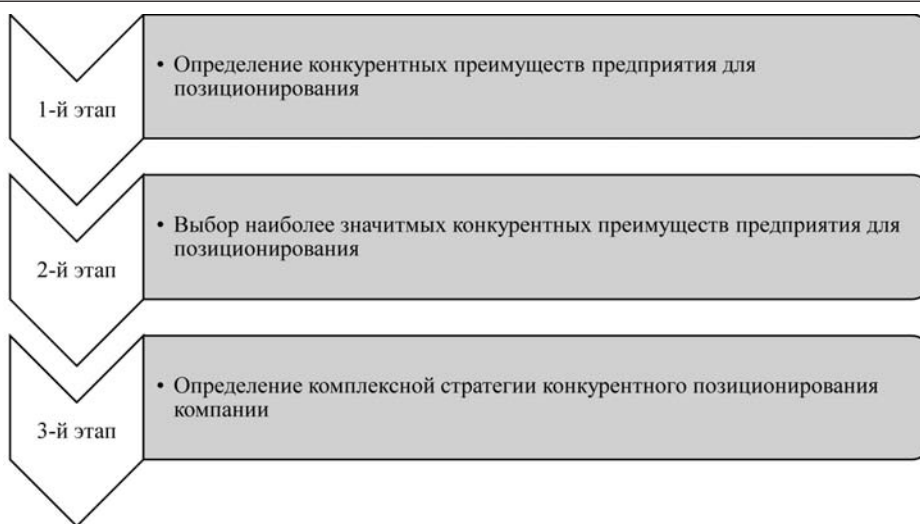 1-й этап
• Определение конкурентных преимуществ предприятия для
позиционирования
2-й этап
• Выбор наиболее значитмых конкурентных преимуществ предприятия для
позиционирования
3-й этап
• Определение комплексной стратегии конкурентного позиционирования
компании